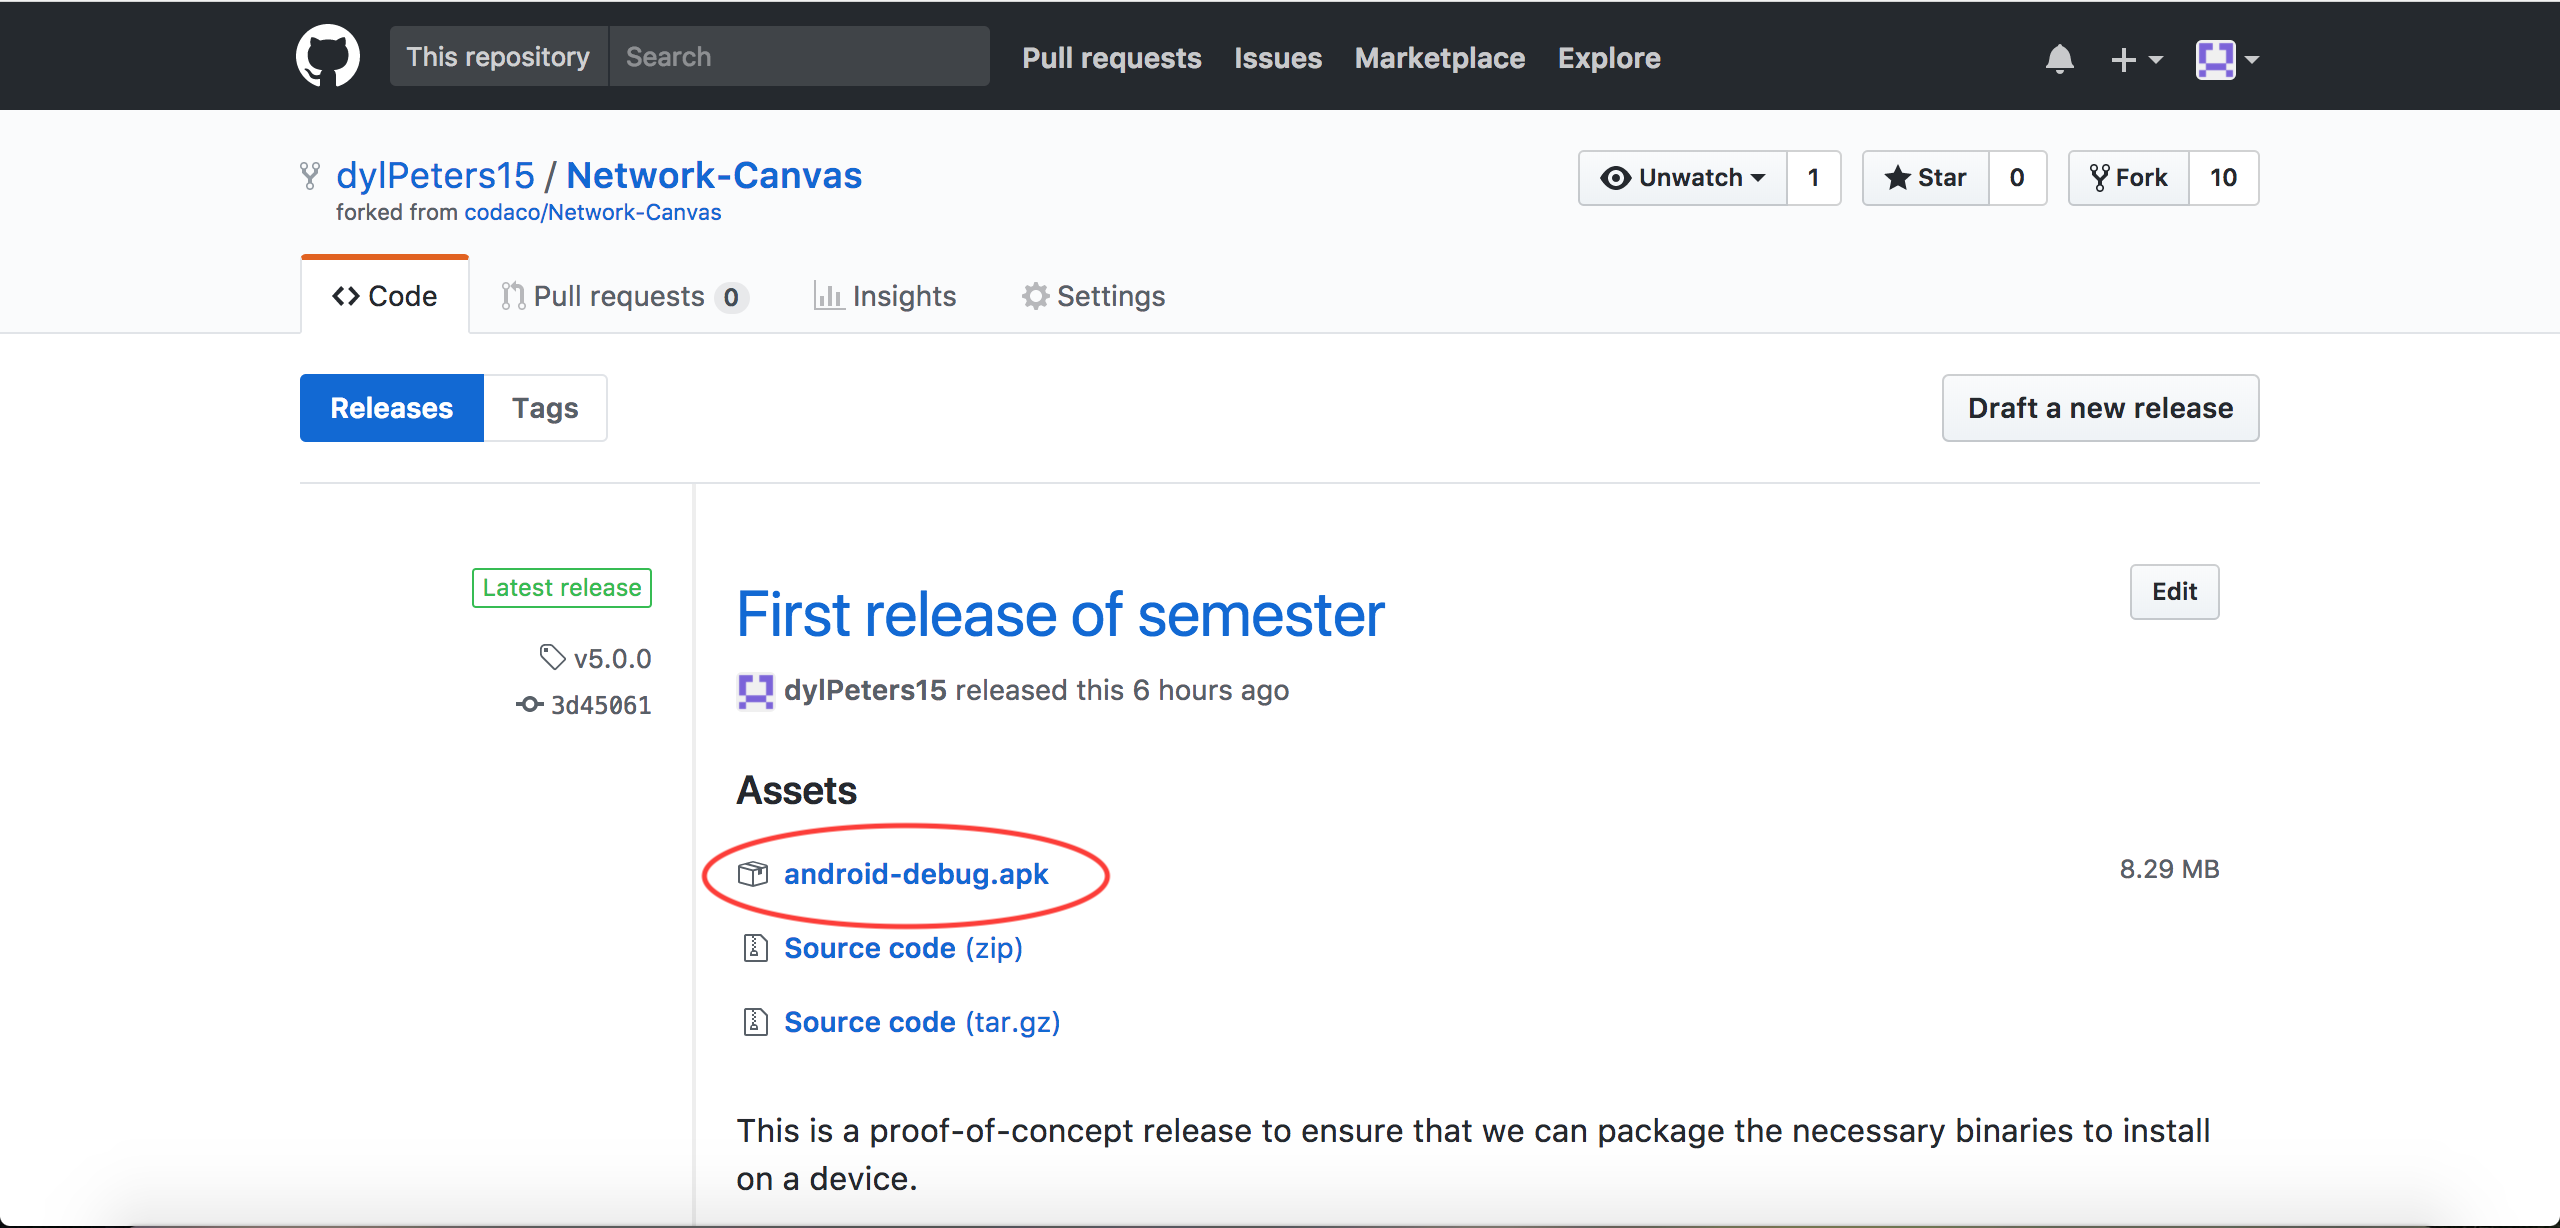 This repository Search Pull requests Issues Marketplace Explore
dylPeters15 / Network-Canvas Unwatch 1 Star 0 Fork 10
forked from codaco/Network-Canvas
Code Pull requests 0 Insights Settings
Releases Tags Draft a new release
Latest release
v5.0.0
3d45061
First release of semester Edit
dylPeters15 released this 6 hours ago
Assets
android-debug.apk 8.29 MB
Source code (zip)
Source code (tar.gz)
This is a proof-of-concept release to ensure that we can package the necessary binaries to install
on a device.